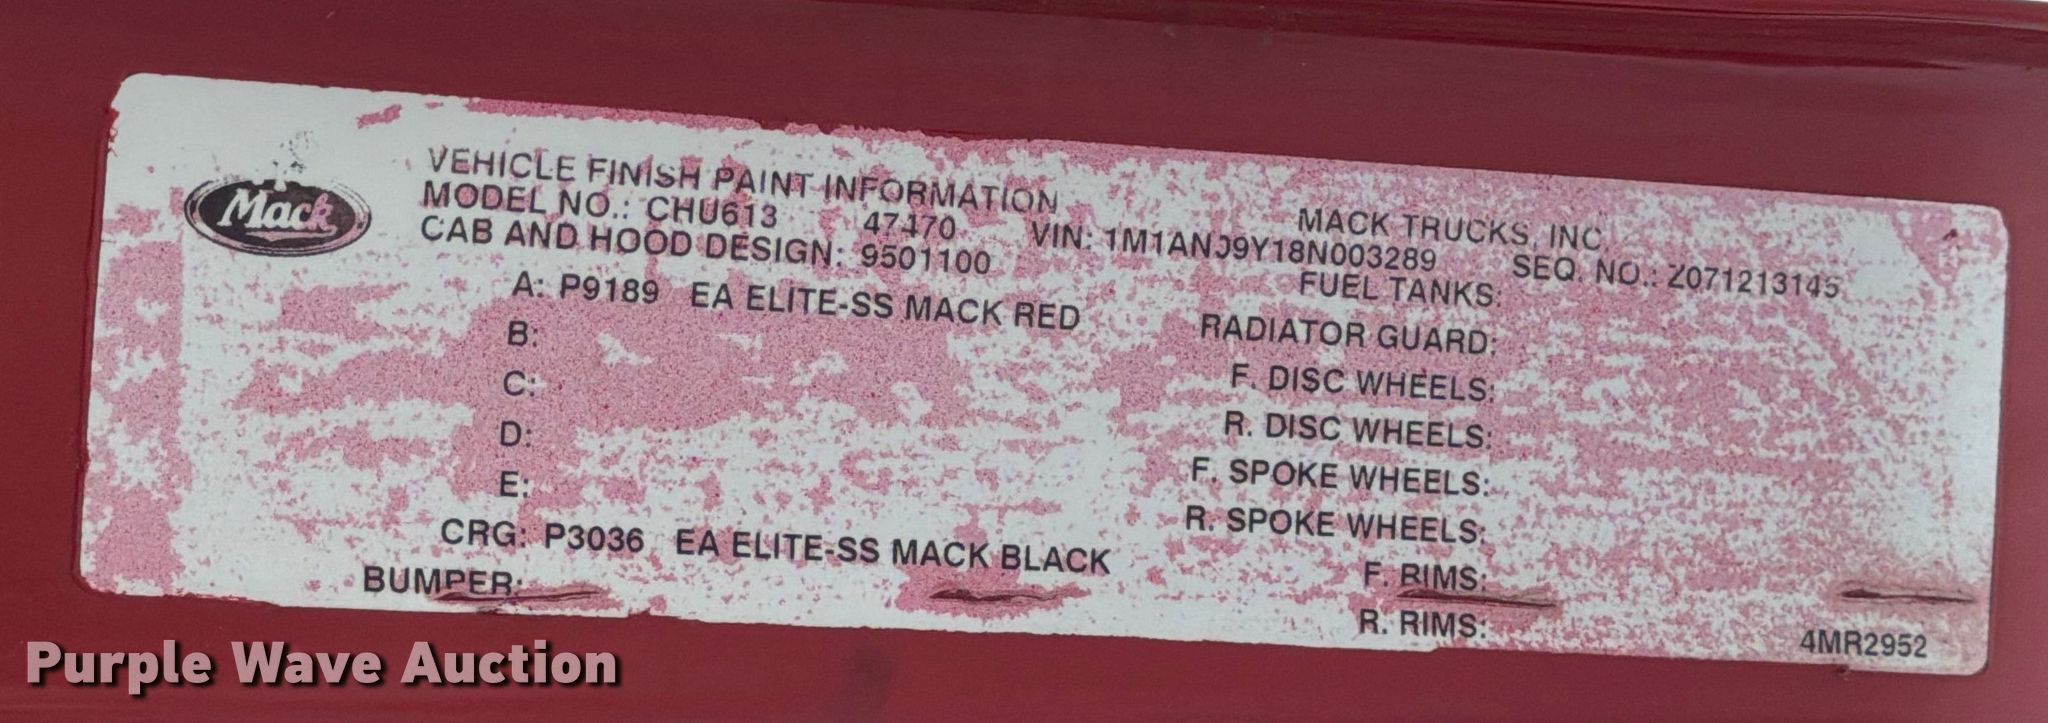 Mack
VEHICLE FINISH PAINT INFORMATION
MACK TRUCKS, INC
MODEL NO.: CHU613 47470 VIN: 1M1ANJ9Y18N003289 SEQ. NO.: Z071213145
CAB AND HOOD DESIGN: 9501100
FUEL TANKS:
A: P9189 EA ELITE-SS MACK RED
RADIATOR GUARD:
B:
F. DISC WHEELS:
C:
R. DISC WHEELS:
D:
F. SPOKE WHEELS:
E:
R. SPOKE WHEELS:
CRG: P3036 EA ELITE-SS MACK BLACK
F. RIMS:
BUMPER:
R. RIMS:
4MR2952
Purple Wave Auction